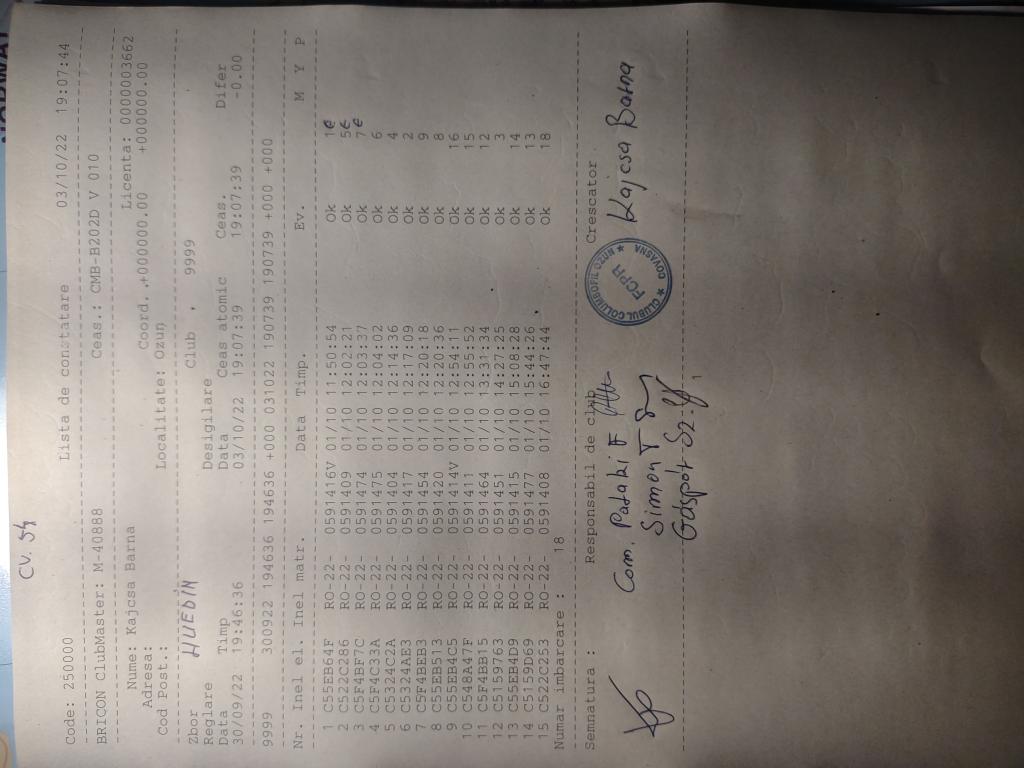 CV. 54
Code: 250000 Lista de constatare 03/10/22 19:07:44
BRICON ClubMaster: M-40888 Ceas.: CMB-B202D V 010
Nume: Kajcsa Barna Licenta: 0000003662
Adresa: Coord. .+000000.00 +0000000.00
Cod Post.: Localitate: Ozun
Zbor HUEDIN Club . 9999
Reglare Desigilare
Data Timp Data Ceas atomic Ceas. Difer
30/09/22 19:46:36 03/10/22 19:07:39 19:07:39 -0.00
9999 300922 194636 194636 +000 031022 190739 190739 +000 +000
Nr. Inel el. Inel matr. Data Timp. Ev. M Y P
1 C55EB64F RO-22- 0591416V 01/10 11:50:54 Ok 1€
2 C522C286 RO-22- 0591409 01/10 12:02:21 Ok 5€
3 C5F4BF7C RO-22- 0591474 01/10 12:03:37 Ok 7€
4 C5F4C33A RO-22- 0591475 01/10 12:04:02 Ok 6
5 C5324C2A RO-22- 0591404 01/10 12:14:36 Ok 4
6 C5324AE3 RO-22- 0591417 01/10 12:17:09 Ok 2
7 C5F4BEB3 RO-22- 0591454 01/10 12:20:18 Ok 9
8 C55EB513 RO-22- 0591420 01/10 12:20:36 Ok 8
9 C55EB4C5 RO-22- 0591414V 01/10 12:54:11 Ok 16
10 C548A47F RO-22- 0591411 01/10 12:55:52 Ok 15
11 C5F4BB15 RO-22- 0591464 01/10 13:31:34 Ok 12
12 C5159763 RO-22- 0591451 01/10 14:27:25 Ok 3
13 C55EB4D9 RO-22- 0591415 01/10 15:08:28 Ok 14
14 C5159D69 RO-22- 0591477 01/10 15:44:26 Ok 13
15 C522C253 RO-22- 0591408 01/10 16:47:44 Ok 18
Numar imbarcare : 18
Semnatura : Responsabil de club Crescator
Com. Patahi F
Simon T
Gaspar Sz.
Kajcsa Barna
CLUBUL COLUMBOFIL OZUN
FCPR
COVASNA